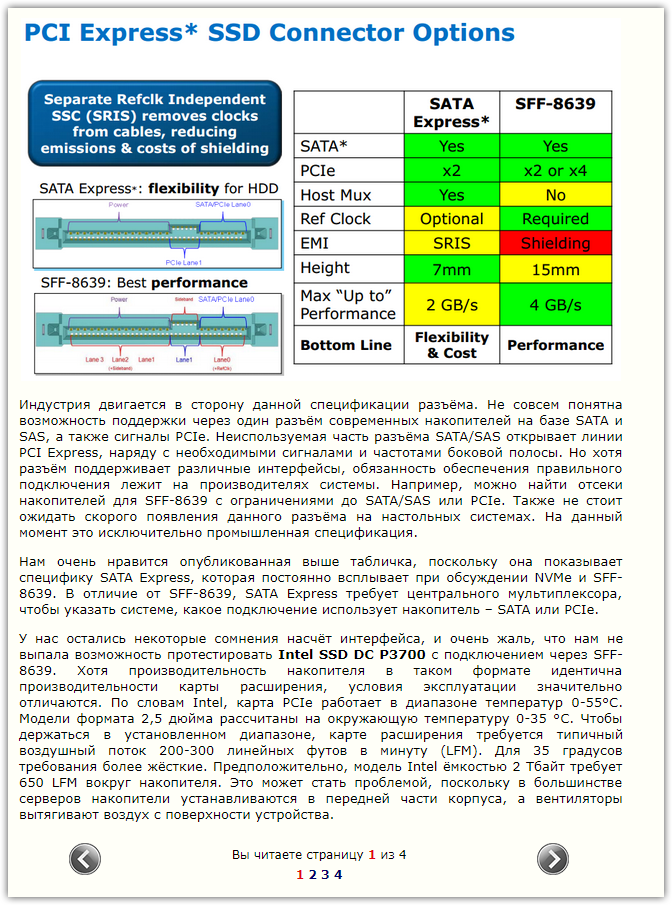 PCI Express* SSD Connector Options
Separate Refclk Independent
SSC (SRIS) removes clocks
from cables, reducing
emissions & costs of shielding
SATA Express*: flexibility for HDD
Power SATA/PCIe Lane0
PCIe Lane1
SFF-8639: Best performance
Power Sideband SATA/PCIe Lane0
Lane 3 Lane2 Lane1 Lane1 Lane0
(+Sideband) (+RefClk)
SATA Express* SFF-8639
SATA* Yes Yes
PCIe x2 x2 or x4
Host Mux Yes No
Ref Clock Optional Required
EMI SRIS Shielding
Height 7mm 15mm
Max “Up to” Performance 2 GB/s 4 GB/s
Bottom Line Flexibility & Cost Performance
Индустрия двигается в сторону данной спецификации разъёма. Не совсем понятна
возможность поддержки через один разъём современных накопителей на базе SATA и
SAS, а также сигналы PCIe. Неиспользуемая часть разъёма SATA/SAS открывает линии
PCI Express, наряду с необходимыми сигналами и частотами боковой полосы. Но хотя
разъём поддерживает различные интерфейсы, обязанность обеспечения правильного
подключения лежит на производителях системы. Например, можно найти отсеки
накопителей для SFF-8639 с ограничениями до SATA/SAS или PCIe. Также не стоит
ожидать скорого появления данного разъёма на настольных системах. На данный
момент это исключительно промышленная спецификация.
Нам очень нравится опубликованная выше табличка, поскольку она показывает
специфику SATA Express, которая постоянно всплывает при обсуждении NVMe и SFF-
8639. В отличие от SFF-8639, SATA Express требует центрального мультиплексора,
чтобы указать системе, какое подключение использует накопитель – SATA или PCIe.
У нас остались некоторые сомнения насчёт интерфейса, и очень жаль, что нам не
выпала возможность протестировать Intel SSD DC P3700 с подключением через SFF-
8639. Хотя производительность накопителя в таком формате идентична
производительности карты расширения, условия эксплуатации значительно
отличаются. По словам Intel, карта PCIe работает в диапазоне температур 0-55°C.
Модели формата 2,5 дюйма рассчитаны на окружающую температуру 0-35 °C. Чтобы
держаться в установленном диапазоне, карте расширения требуется типичный
воздушный поток 200-300 линейных футов в минуту (LFM). Для 35 градусов
требования более жёсткие. Предположительно, модель Intel ёмкостью 2 Тбайт требует
650 LFM вокруг накопителя. Это может стать проблемой, поскольку в большинстве
серверов накопители устанавливаются в передней части корпуса, а вентиляторы
вытягивают воздух с поверхности устройства.
Вы читаете страницу 1 из 4
1 2 3 4